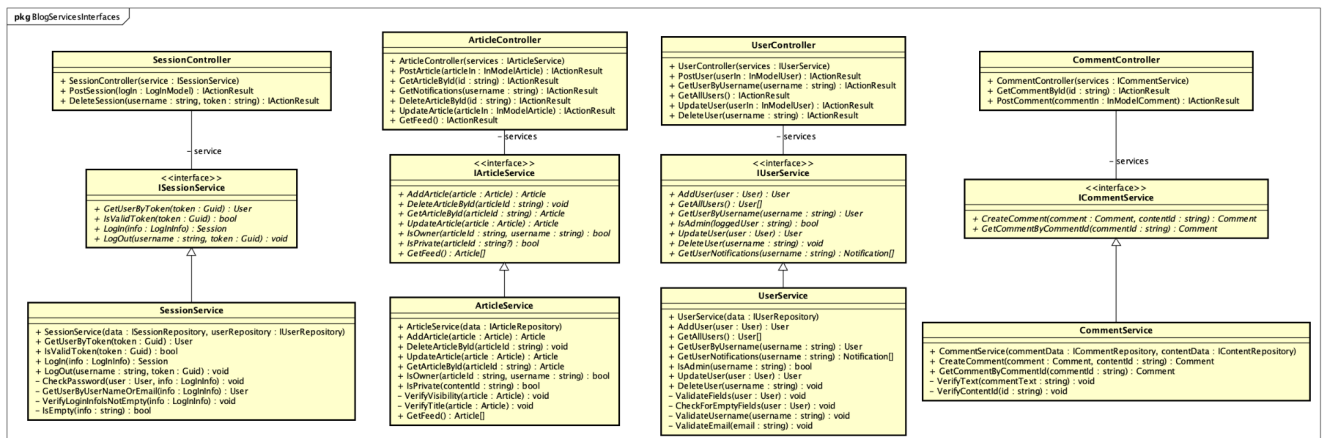 pkg BlogServicesInterfaces
SessionController
+ SessionController(service : ISessionService)
+ PostSession(logIn : LogInModel) : IActionResult
+ DeleteSession(username : string, token : string) : IActionResult
– service
<<interface>>
ISessionService
+ GetUserByToken(token : Guid) : User
+ IsValidToken(token : Guid) : bool
+ LogIn(info : LogInInfo) : Session
+ LogOut(username : string, token : Guid) : void
SessionService
+ SessionService(data : ISessionRepository, userRepository : IUserRepository)
+ GetUserByToken(token : Guid) : User
+ IsValidToken(token : Guid) : bool
+ LogIn(info : LogInInfo) : Session
+ LogOut(username : string, token : Guid) : void
– CheckPassword(user : User, info : LogInInfo) : void
– GetUserByUserNameOrEmail(info : LogInInfo) : User
– VerifyLoginInfoIsNotEmpty(info : LogInInfo) : void
– IsEmpty(info : string) : bool
ArticleController
+ ArticleController(services : IArticleService)
+ PostArticle(articleIn : InModelArticle) : IActionResult
+ GetArticleById(id : string) : IActionResult
+ GetNotifications(username : string) : IActionResult
+ DeleteArticleById(id : string) : IActionResult
+ UpdateArticle(articleIn : InModelArticle) : IActionResult
+ GetFeed() : IActionResult
– services
<<interface>>
IArticleService
+ AddArticle(article : Article) : Article
+ DeleteArticleById(articleId : string) : void
+ GetArticleById(articleId : string) : Article
+ UpdateArticle(article : Article) : Article
+ IsOwner(articleId : string, username : string) : bool
+ IsPrivate(articleId : string?) : bool
+ GetFeed() : Article[]
ArticleService
+ ArticleService(data : IArticleRepository)
+ AddArticle(article : Article) : Article
+ DeleteArticleById(articleId : string) : void
+ UpdateArticle(article : Article) : Article
+ GetArticleById(articleId : string) : Article
+ IsOwner(articleId : string, username : string) : bool
+ IsPrivate(contentId : string) : bool
– VerifyVisibility(article : Article) : void
– VerifyTitle(article : Article) : void
+ GetFeed() : Article[]
UserController
+ UserController(services : IUserService)
+ PostUser(userIn : InModelUser) : IActionResult
+ GetUserByUsername(username : string) : IActionResult
+ GetAllUsers() : IActionResult
+ UpdateUser(userIn : InModelUser) : IActionResult
+ DeleteUser(username : string) : IActionResult
– services
<<interface>>
IUserService
+ AddUser(user : User) : User
+ GetAllUsers() : User[]
+ GetUserByUsername(username : string) : User
+ IsAdmin(loggedUser : string) : bool
+ UpdateUser(user : User) : User
+ DeleteUser(username : string) : void
+ GetUserNotifications(username : string) : Notification[]
UserService
+ UserService(data : IUserRepository)
+ AddUser(user : User) : User
+ GetAllUsers() : User[]
+ GetUserByUsername(username : string) : User
+ GetUserNotifications(username : string) : Notification[]
+ IsAdmin(username : string) : bool
+ UpdateUser(user : User) : User
+ DeleteUser(username : string) : void
– ValidateFields(user : User) : void
– CheckForEmptyFields(user : User) : void
– ValidateUsername(username : string) : void
– ValidateEmail(email : string) : void
CommentController
+ CommentController(services : ICommentService)
+ GetCommentById(id : string) : IActionResult
+ PostComment(commentIn : InModelComment) : IActionResult
– services
<<interface>>
ICommentService
+ CreateComment(comment : Comment, contentId : string) : Comment
+ GetCommentByCommentId(commentId : string) : Comment
CommentService
+ CommentService(commentData : ICommentRepository, contentData : IContentRepository)
+ CreateComment(comment : Comment, contentId : string) : Comment
+ GetCommentByCommentId(commentId : string) : Comment
– VerifyText(commentText : string) : void
– VerifyContentId(id : string) : void